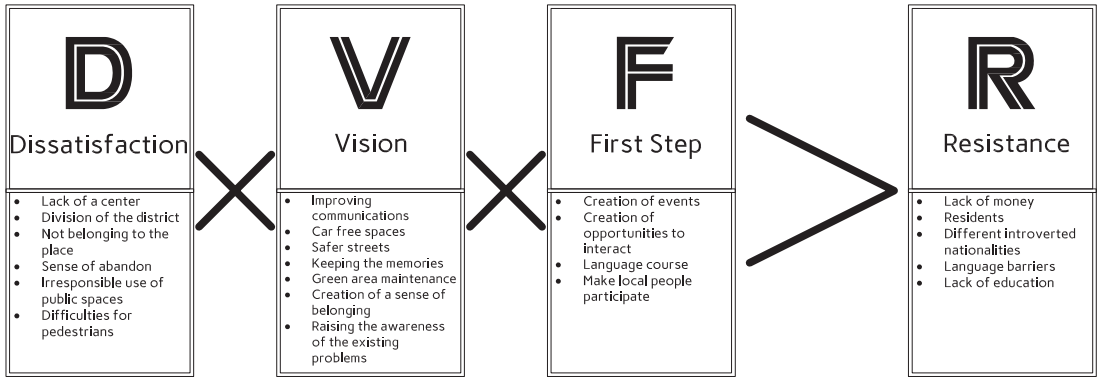 D
Dissatisfaction
• Lack of a center
• Division of the district
• Not belonging to the
place
• Sense of abandon
• Irresponsible use of
public spaces
• Difficulties for
pedestrians
V
Vision
• Improving
communications
• Car free spaces
• Safer streets
• Keeping the memories
• Green area maintenance
• Creation of a sense of
belonging
• Raising the awareness
of the existing
problems
F
First Step
• Creation of events
• Creation of
opportunities to
interact
• Language course
• Make local people
participate
R
Resistance
• Lack of money
• Residents
• Different introverted
nationalities
• Language barriers
• Lack of education